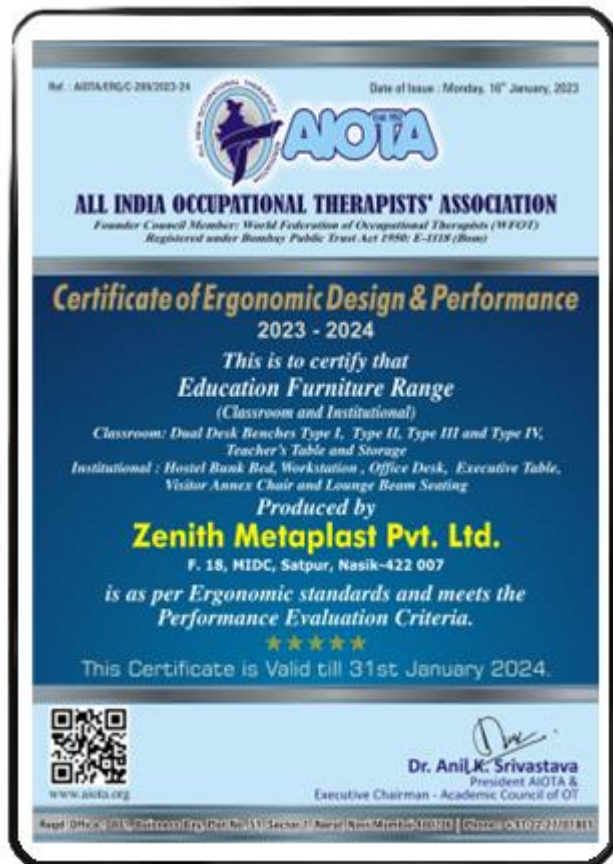 Ref. : AIOTA/ERG/C-289/2023-24
Date of Issue : Monday, 16th January, 2023
ALL INDIA OCCUPATIONAL THERAPISTS' ASSOCIATION
AIOTA
ALL INDIA OCCUPATIONAL THERAPISTS' ASSOCIATION
Founder Council Member: World Federation of Occupational Therapists (WFOT)
Registered under Bombay Public Trust Act 1950: E-1118 (Bom)
Certificate of Ergonomic Design & Performance
2023 - 2024
This is to certify that
Education Furniture Range
(Classroom and Institutional)
Classroom: Dual Desk Benches Type I, Type II, Type III and Type IV,
Teacher's Table and Storage
Institutional : Hostel Bunk Bed, Workstation , Office Desk, Executive Table,
Visitor Annex Chair and Lounge Beam Seating
Produced by
Zenith Metaplast Pvt. Ltd.
F. 18, MIDC, Satpur, Nasik-422 007
is as per Ergonomic standards and meets the
Performance Evaluation Criteria.
This Certificate is Valid till 31st January 2024.
www.aiota.org
Dr. Anil K. Srivastava
President AIOTA &
Executive Chairman - Academic Council of OT